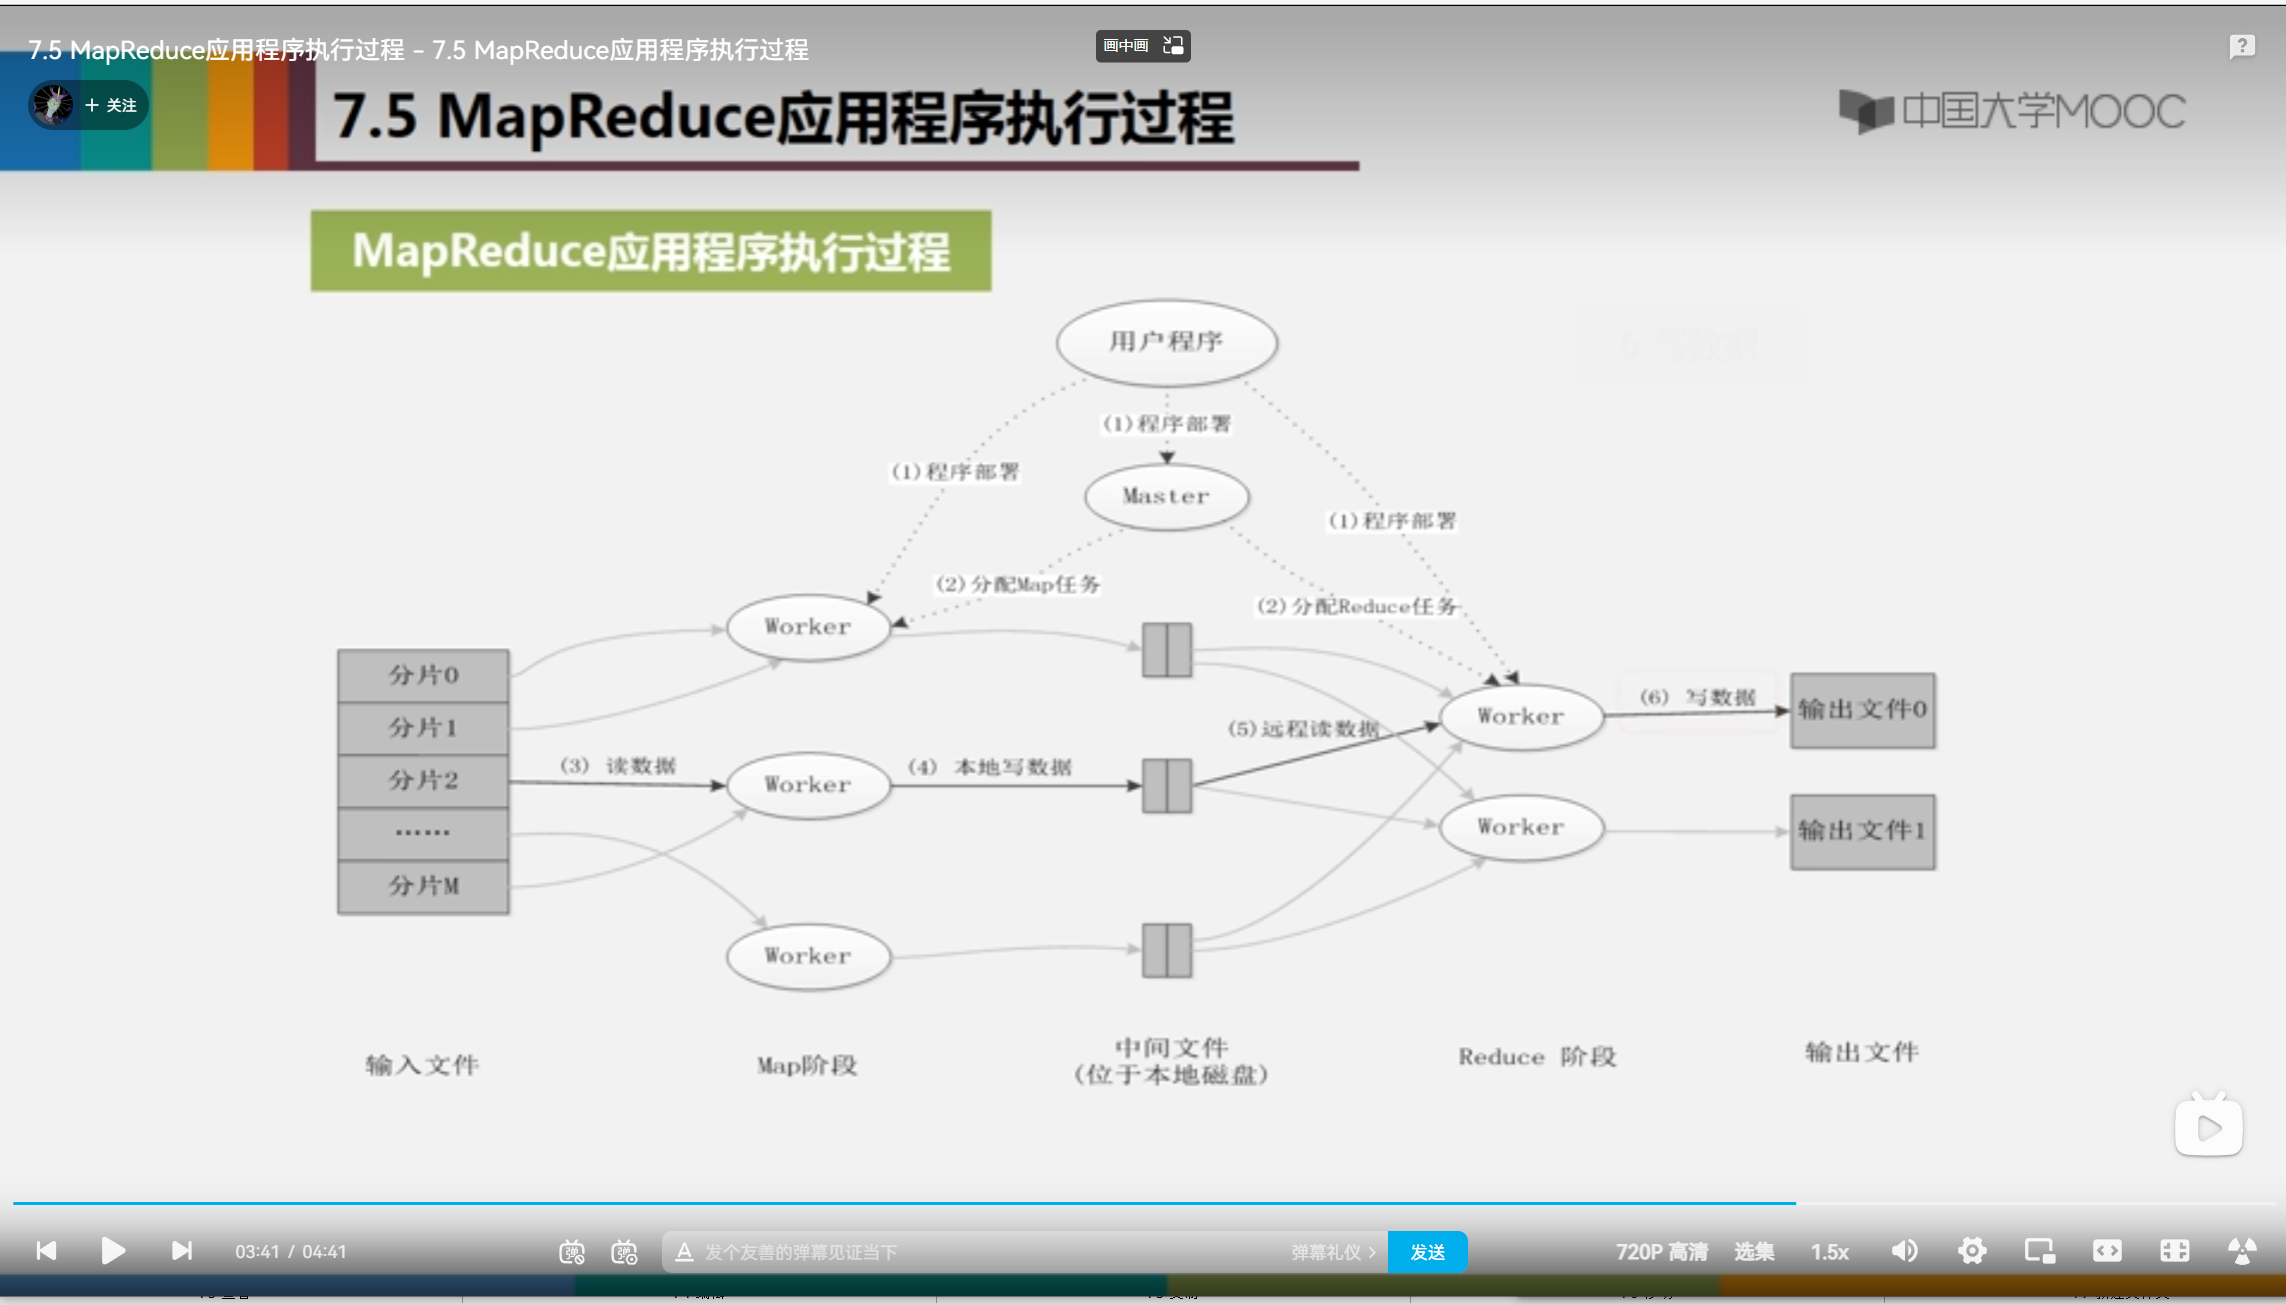 7.5 MapReduce应用程序执行过程 - 7.5 MapReduce应用程序执行过程
画中画
+ 关注
7.5 MapReduce应用程序执行过程
中国大学MOOC
MapReduce应用程序执行过程
用户程序
(1)程序部署
(1)程序部署
Master
(1)程序部署
(2)分配Map任务
(2)分配Reduce任务
Worker
分片0
分片1
分片2
……
分片M
(3) 读数据
Worker
(4) 本地写数据
(5)远程读数据
Worker
(6) 写数据
输出文件0
Worker
输出文件1
Worker
输入文件
Map阶段
中间文件
(位于本地磁盘)
Reduce 阶段
输出文件
03:41 / 04:41
弹
弹
A 发个友善的弹幕见证当下
弹幕礼仪 >
发送
720P 高清
选集
1.5x